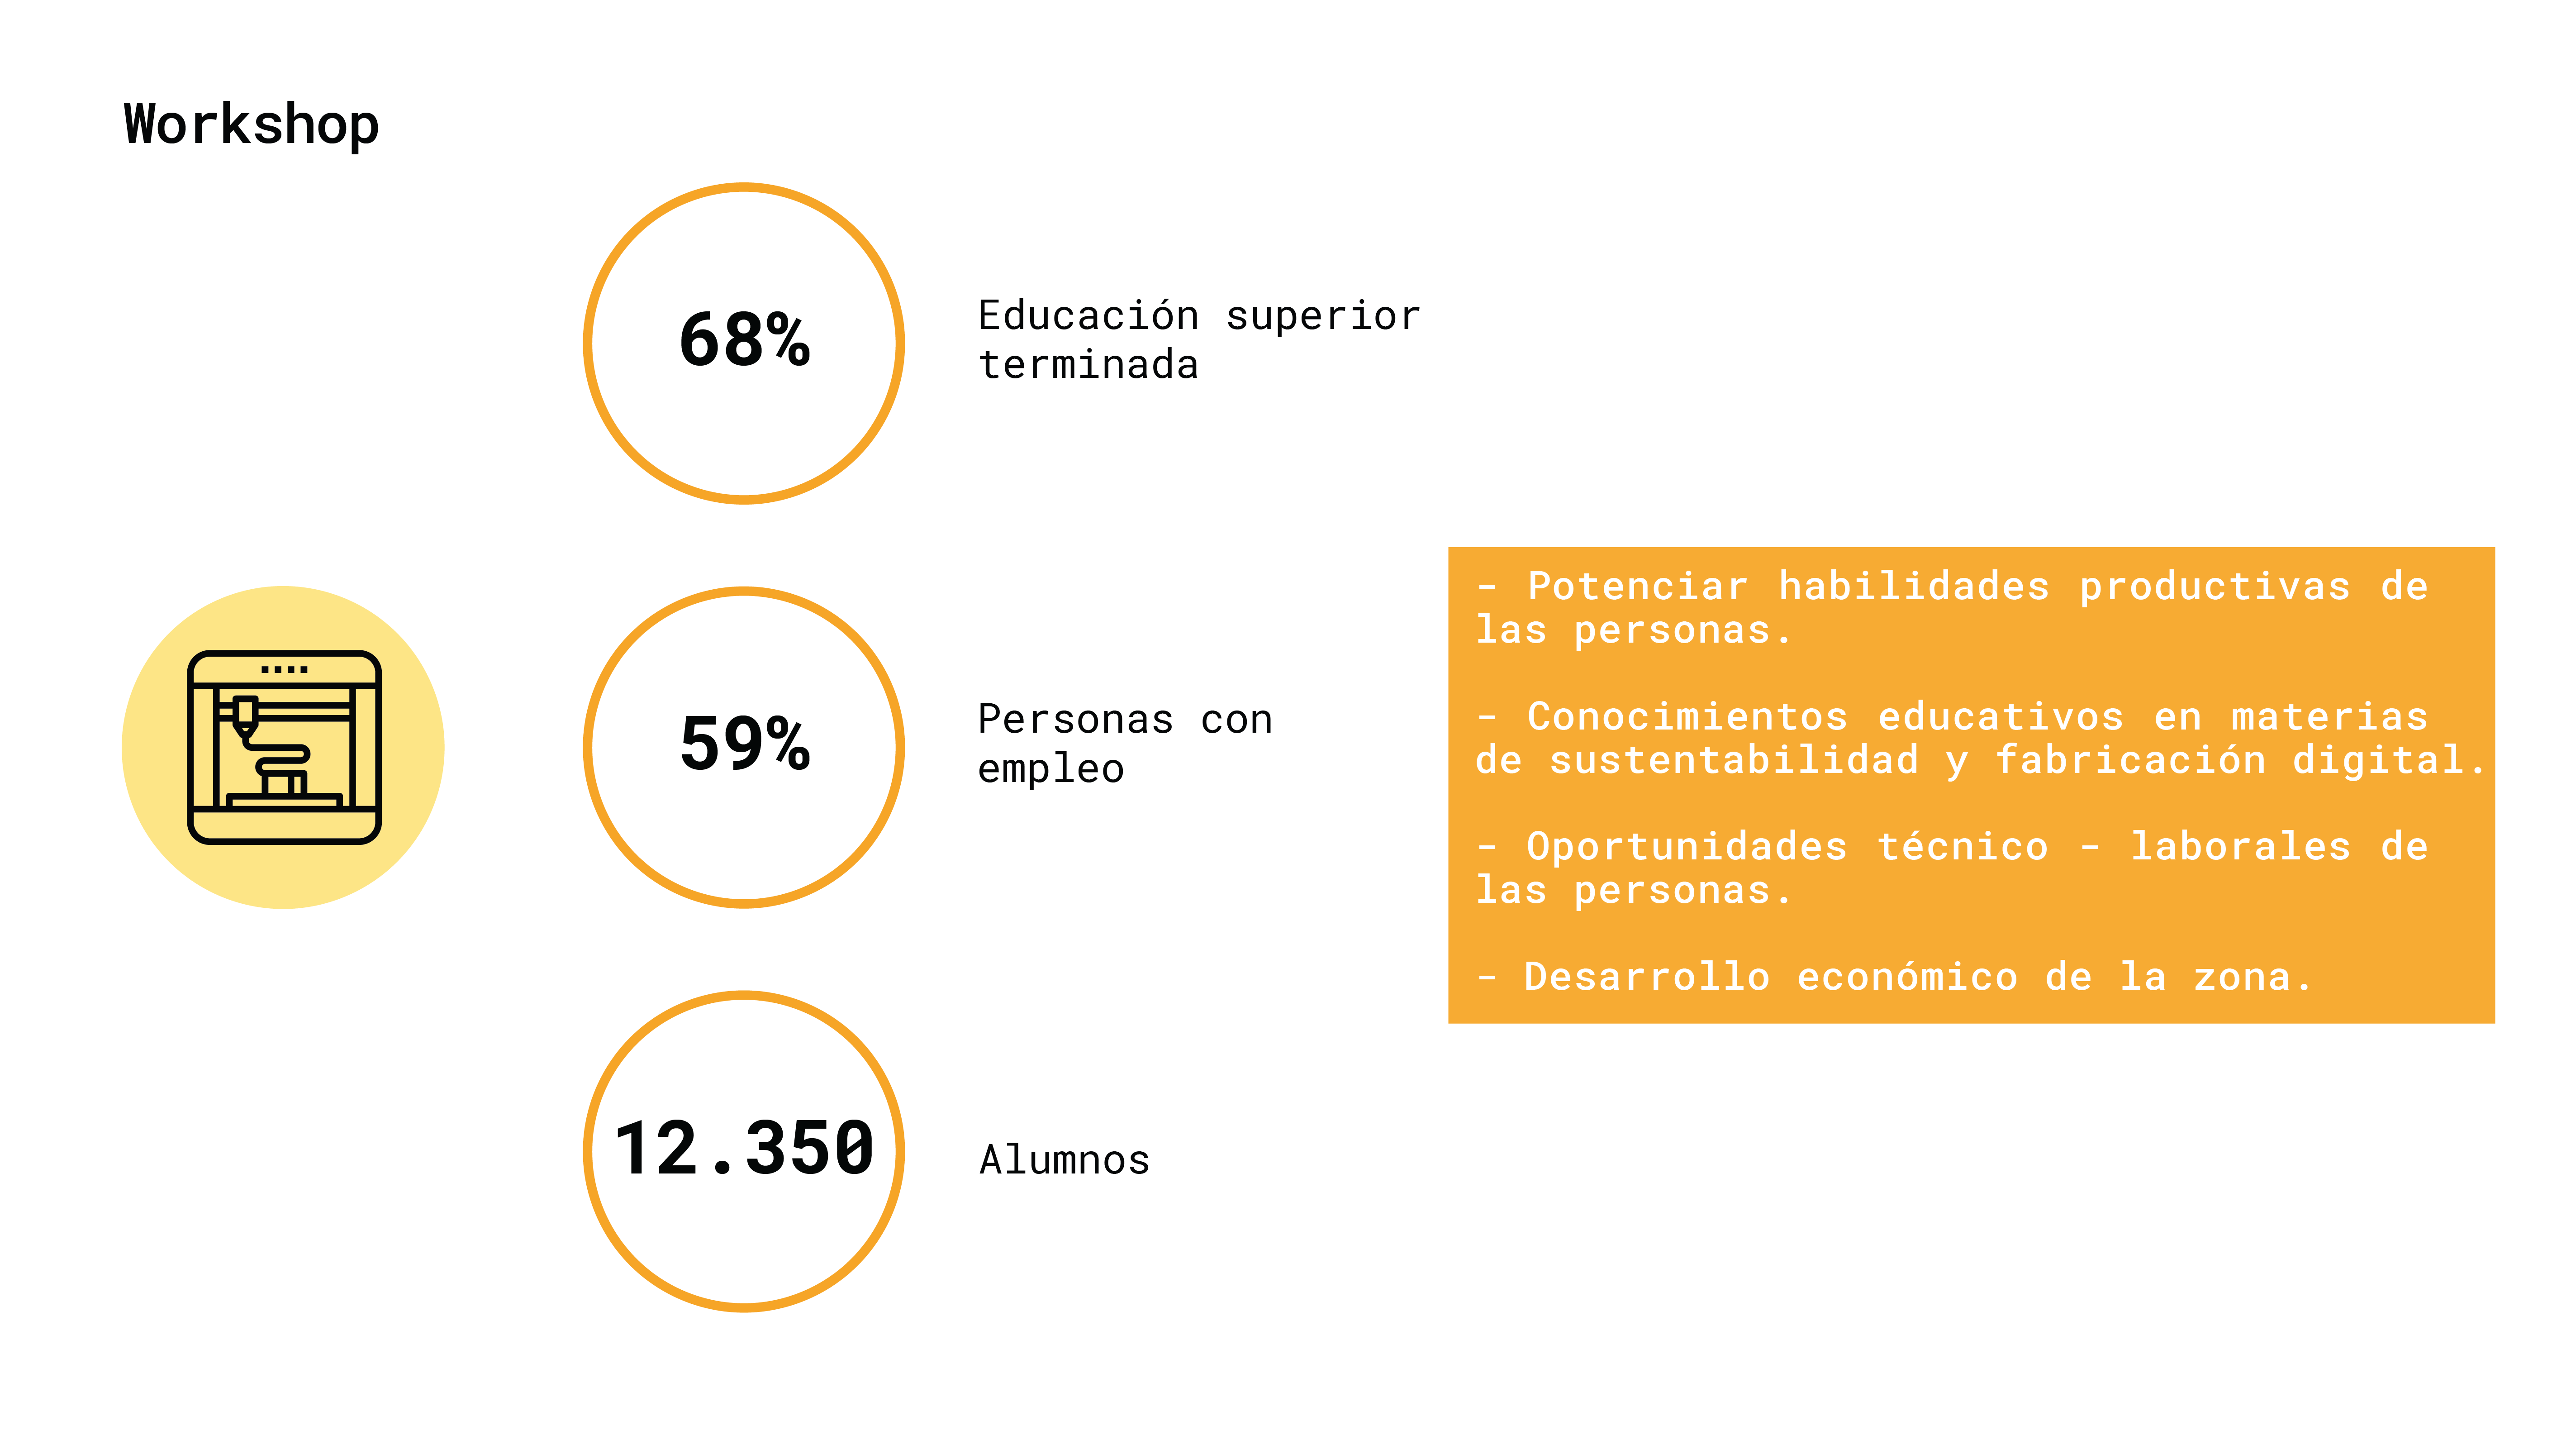 Workshop
68%
Educación superior
terminada
59%
Personas con
empleo
12.350
Alumnos
- Potenciar habilidades productivas de
las personas.
- Conocimientos educativos en materias
de sustentabilidad y fabricación digital.
- Oportunidades técnico - laborales de
las personas.
- Desarrollo económico de la zona.